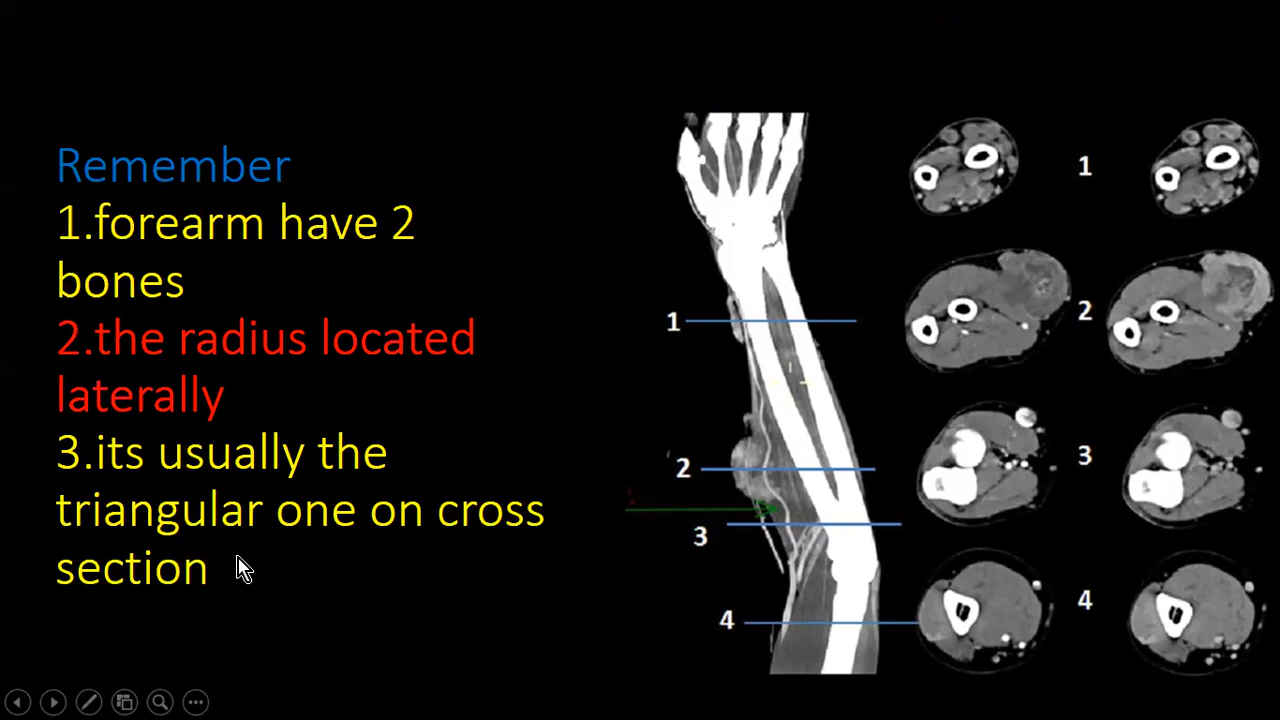 Remember
1.forearm have 2
bones
2.the radius located
laterally
3.its usually the
triangular one on cross
section
1
2
3
4
1
2
3
4